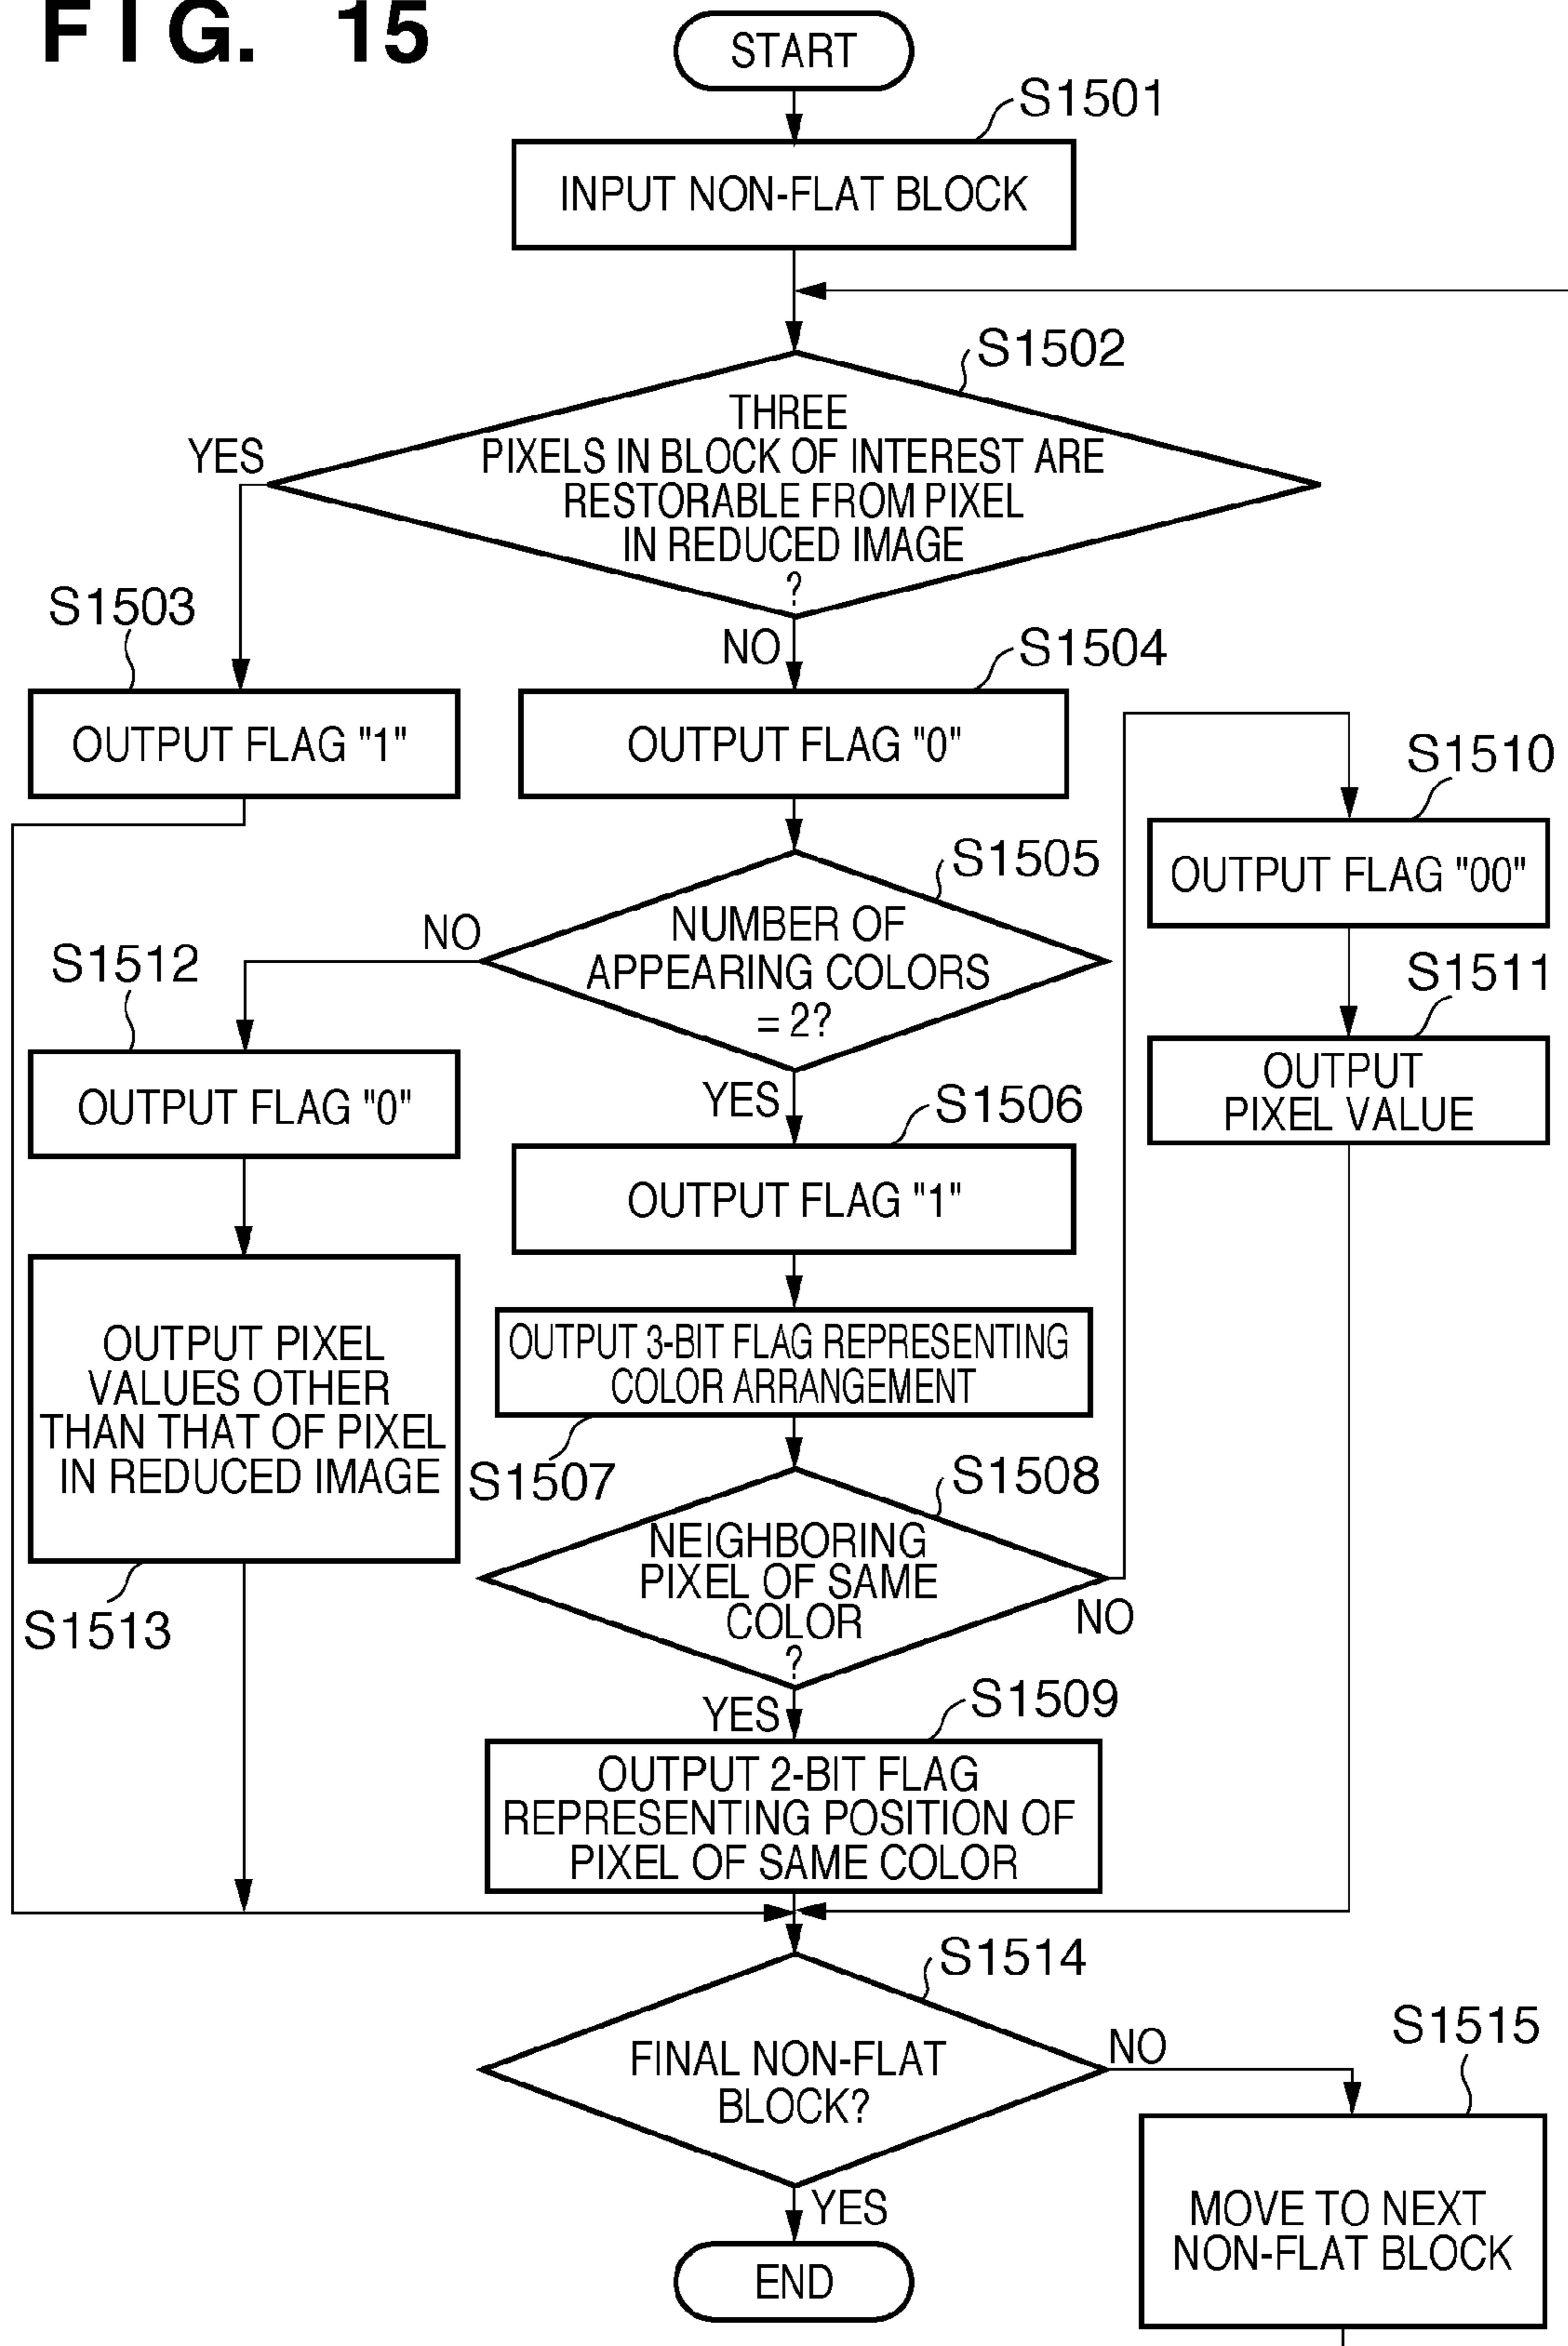 FIG. 15
START
S1501
INPUT NON-FLAT BLOCK
S1502
THREE
PIXELS IN BLOCK OF INTEREST ARE
RESTORABLE FROM PIXEL
IN REDUCED IMAGE
?
YES
NO
S1503
OUTPUT FLAG "1"
S1504
OUTPUT FLAG "0"
S1510
OUTPUT FLAG "00"
S1505
NUMBER OF
APPEARING COLORS
= 2?
NO
YES
S1512
OUTPUT FLAG "0"
S1511
OUTPUT
PIXEL VALUE
S1506
OUTPUT FLAG "1"
OUTPUT PIXEL
VALUES OTHER
THAN THAT OF PIXEL
IN REDUCED IMAGE
S1513
OUTPUT 3-BIT FLAG REPRESENTING
COLOR ARRANGEMENT
S1507
S1508
NEIGHBORING
PIXEL OF SAME
COLOR
?
NO
YES
S1509
OUTPUT 2-BIT FLAG
REPRESENTING POSITION OF
PIXEL OF SAME COLOR
S1514
FINAL NON-FLAT
BLOCK?
NO
YES
S1515
MOVE TO NEXT
NON-FLAT BLOCK
END